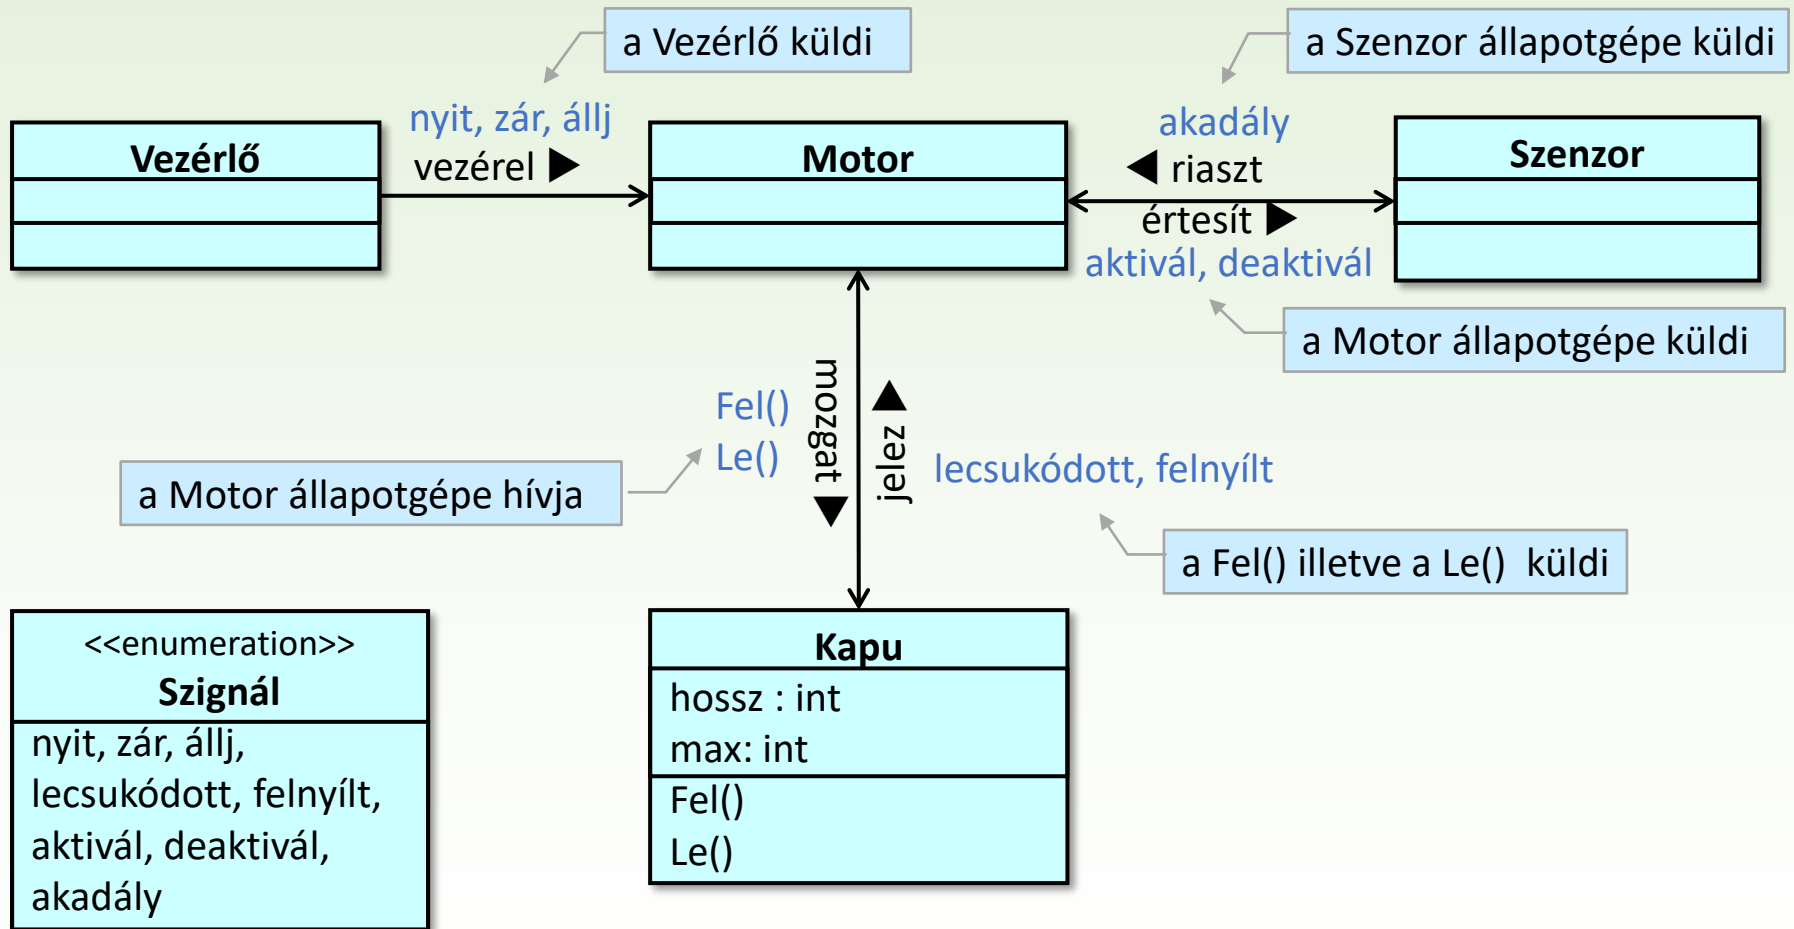 a Vezérlő küldi
a Szenzor állapotgépe küldi
nyit, zár, állj
akadály
Vezérlő
vezérel ▶
Motor
◀ riaszt
Szenzor
értesít ▶
aktivál, deaktivál
a Motor állapotgépe küldi
Fel()
Le()
mozgat ▶
jelez ▶
lecsukódott, felnyílt
a Motor állapotgépe hívja
a Fel() illetve a Le() küldi
<<enumeration>>
Szignál
nyit, zár, állj,
lecsukódott, felnyílt,
aktivál, deaktivál,
akadály
Kapu
hossz : int
max: int
Fel()
Le()